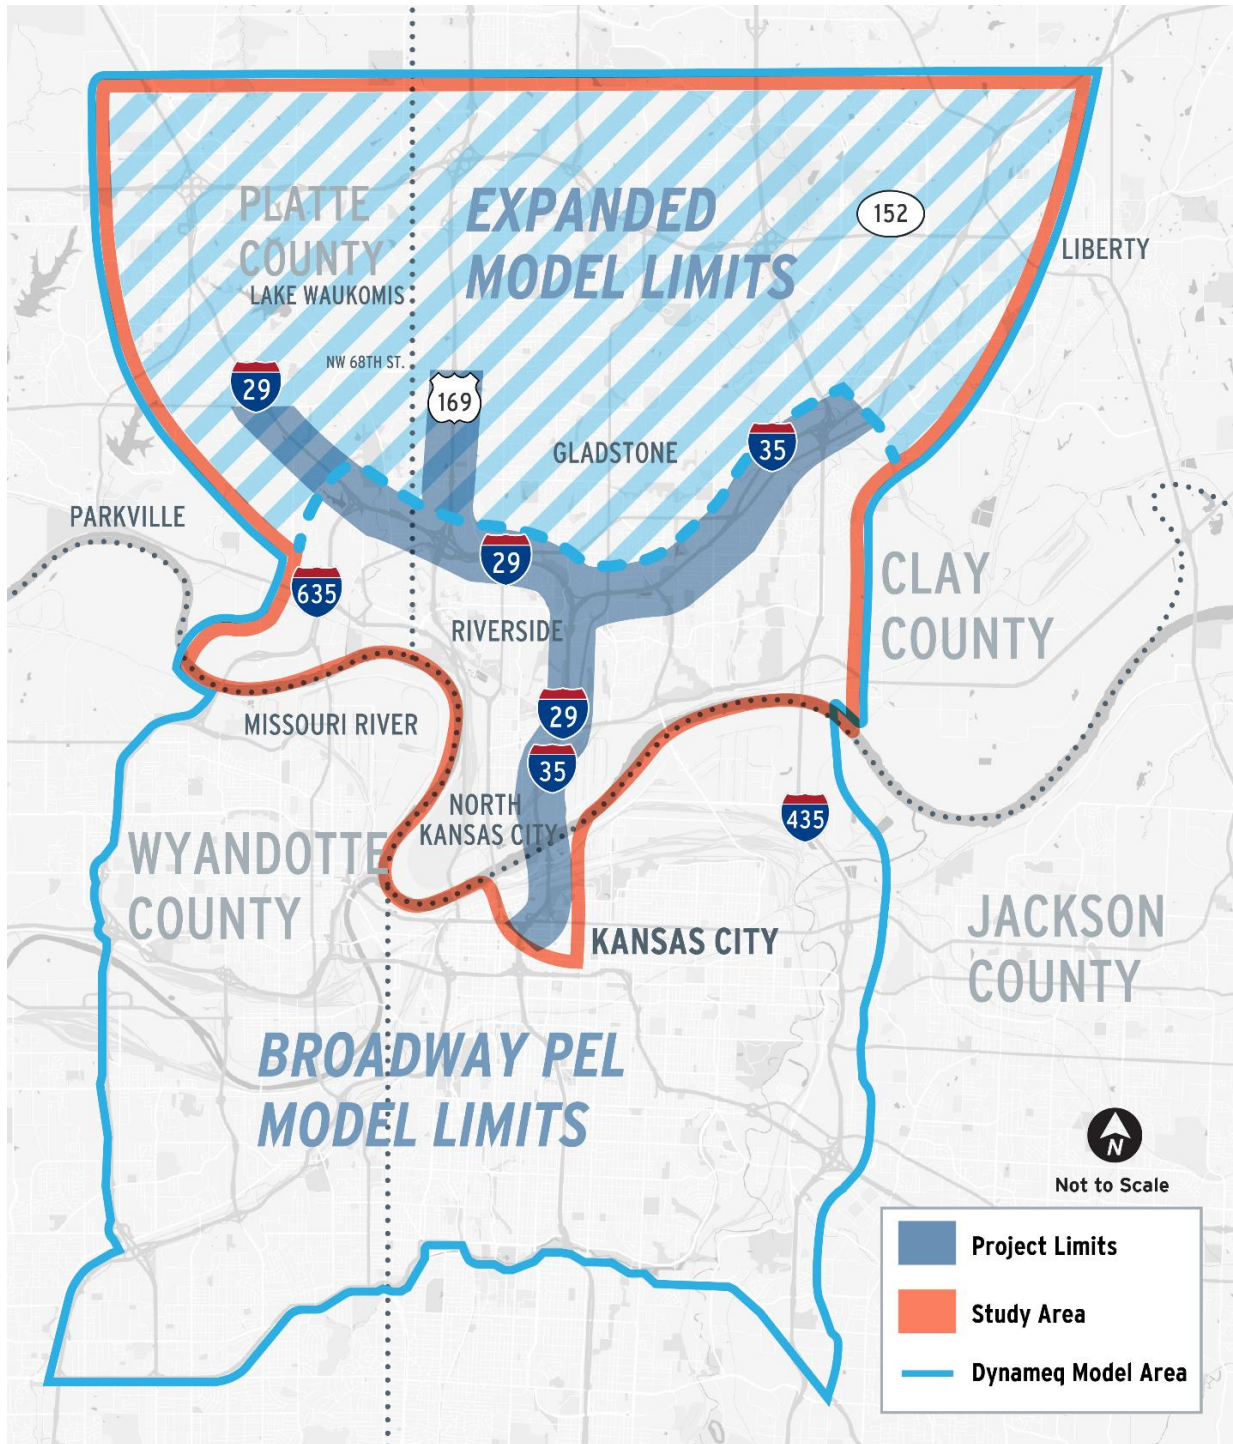 PLATTE
COUNTY
EXPANDED
MODEL LIMITS
152
LIBERTY
LAKE WAUKOMIS
NW 68TH ST.
29
169
GLADSTONE
35
PARKVILLE
29
635
CLAY
COUNTY
RIVERSIDE
MISSOURI RIVER
29
35
NORTH
KANSAS CITY
435
WYANDOTTE
COUNTY
JACKSON
COUNTY
KANSAS CITY
BROADWAY PEL
MODEL LIMITS
N
Not to Scale
Project Limits
Study Area
Dynameq Model Area